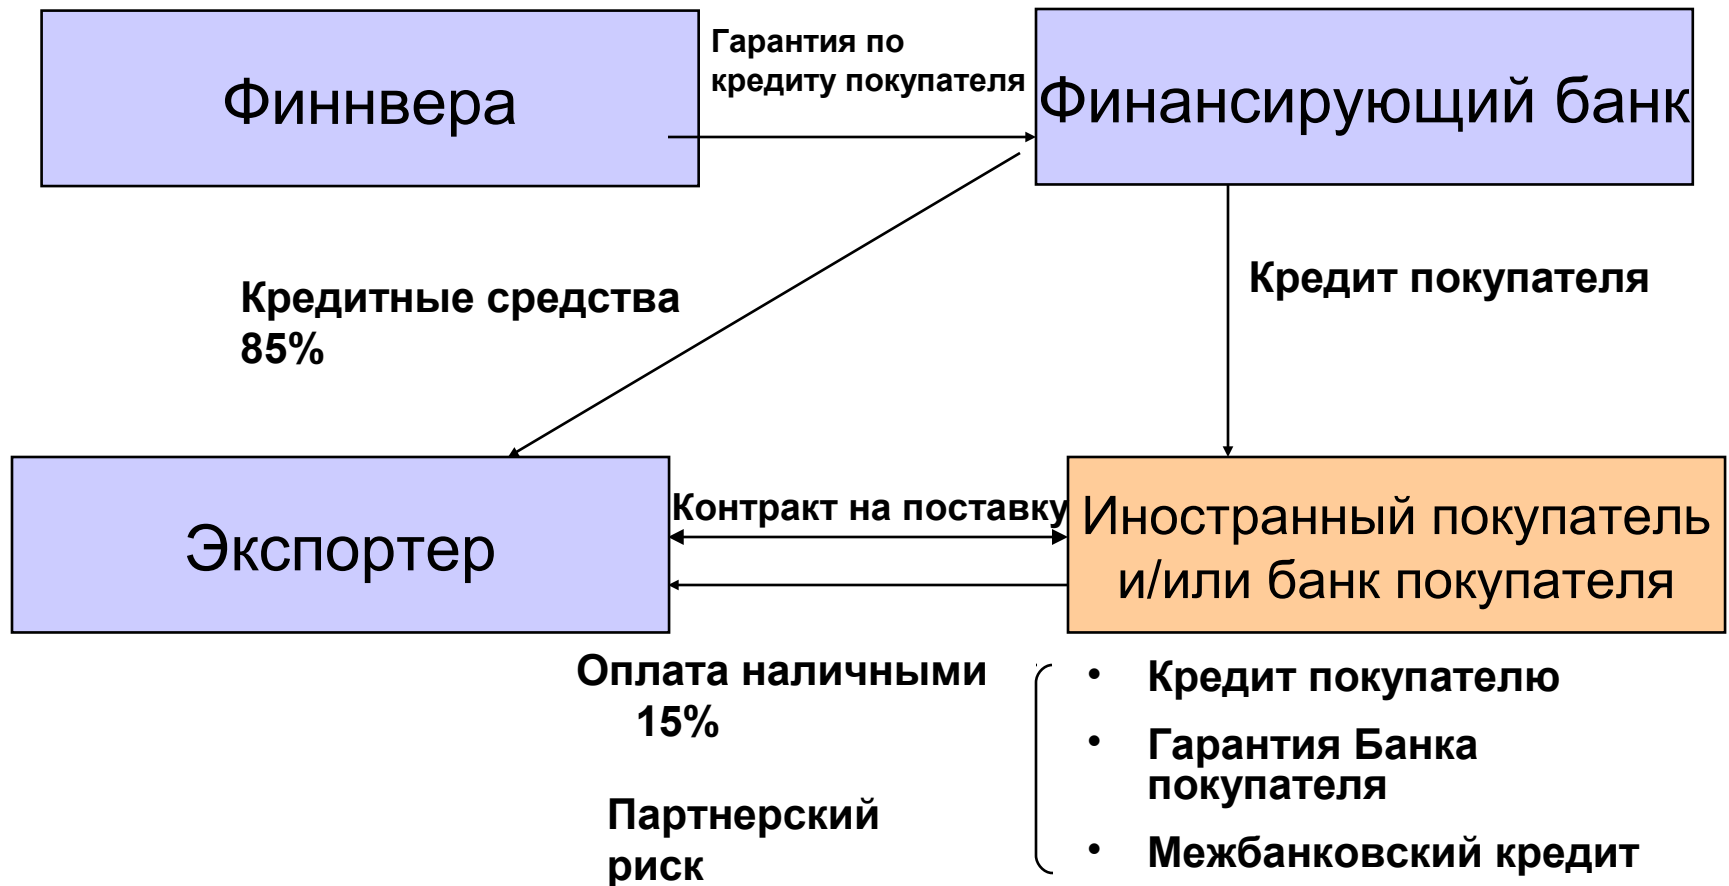 Финнвера
Гарантия по
кредиту покупателя
Финансирующий банк
Кредитные средства
85%
Кредит покупателя
Экспортер
Контракт на поставку
Иностранный покупатель
и/или банк покупателя
Оплата наличными
15%
Партнерский
риск
• Кредит покупателю
• Гарантия Банка
покупателя
• Межбанковский кредит